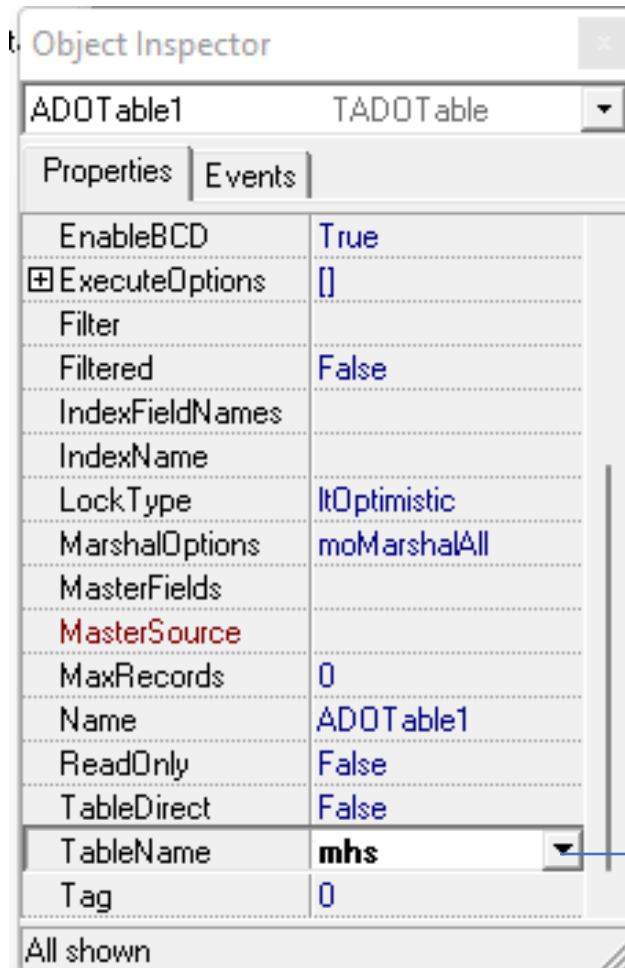 t.
Object Inspector
ADOTable1 TADOTable
Properties Events
EnableBCD True
ExecuteOptions []
Filter
Filtered False
IndexFieldNames
IndexName
LockType ltOptimistic
MarshalOptions moMarshalAll
MasterFields
MasterSource
MaxRecords 0
Name ADOTable1
ReadOnly False
TableDirect False
TableName mhs
Tag 0
All shown